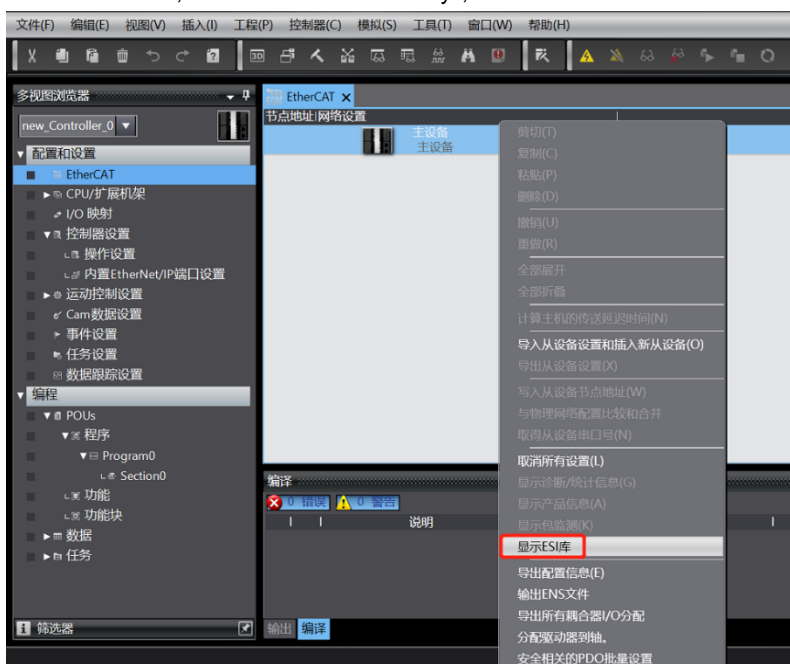 文件(F) 编辑(E) 视图(V) 插入(I) 工程(P) 控制器(C) 模拟(S) 工具(T) 窗口(W) 帮助(H)
多视图浏览器
new_Controller_0
配置和设置
EtherCAT
CPU/扩展机架
I/O 映射
控制器设置
操作设置
内置EtherNet/IP端口设置
运动控制设置
Cam数据设置
事件设置
任务设置
数据跟踪设置
编程
POUs
程序
Program0
Section0
功能
功能块
数据
任务
筛选器
EtherCAT
节点地址|网络设置
主设备
主设备
剪切(T)
复制(C)
粘贴(P)
删除(D)
撤销(U)
重做(R)
全部展开
全部折叠
计算主机的传送延迟时间(N)
导入从设备设置和插入新从设备(O)
导出从设备设置(X)
写入从设备节点地址(W)
与物理网络配置比较和合并
取得从设备串口号(N)
取消所有设置(L)
显示诊断/统计信息(G)
显示产品信息(A)
显示包监测(K)
显示ESI库
导出配置信息(E)
输出ENS文件
导出所有耦合器I/O分配
分配驱动器到轴。
安全相关的PDO批量设置
编译
0 错误 0 警告
说明
输出 编译